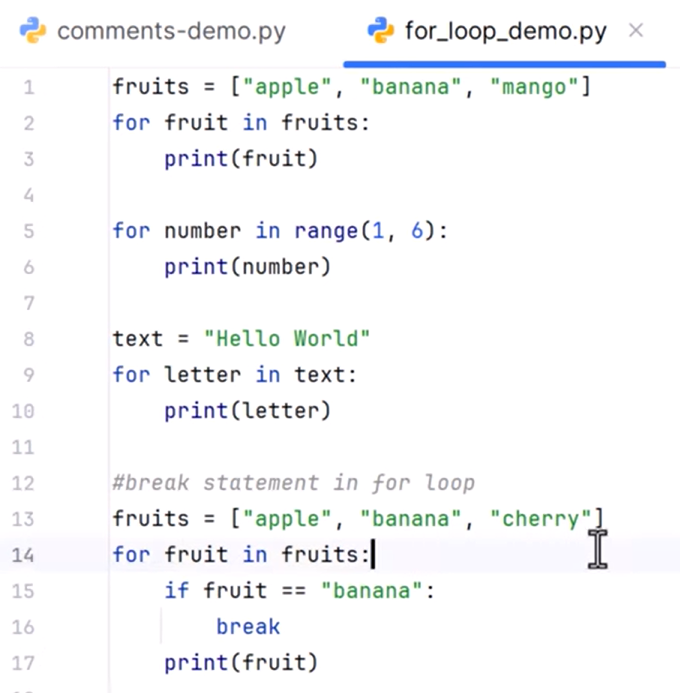 comments-demo.py for_loop_demo.py
1 fruits = ["apple", "banana", "mango"]
2 for fruit in fruits:
3     print(fruit)
4
5 for number in range(1, 6):
6     print(number)
7
8 text = "Hello World"
9 for letter in text:
10     print(letter)
11
12 #break statement in for loop
13 fruits = ["apple", "banana", "cherry"]
14 for fruit in fruits:
15     if fruit == "banana":
16         break
17     print(fruit)